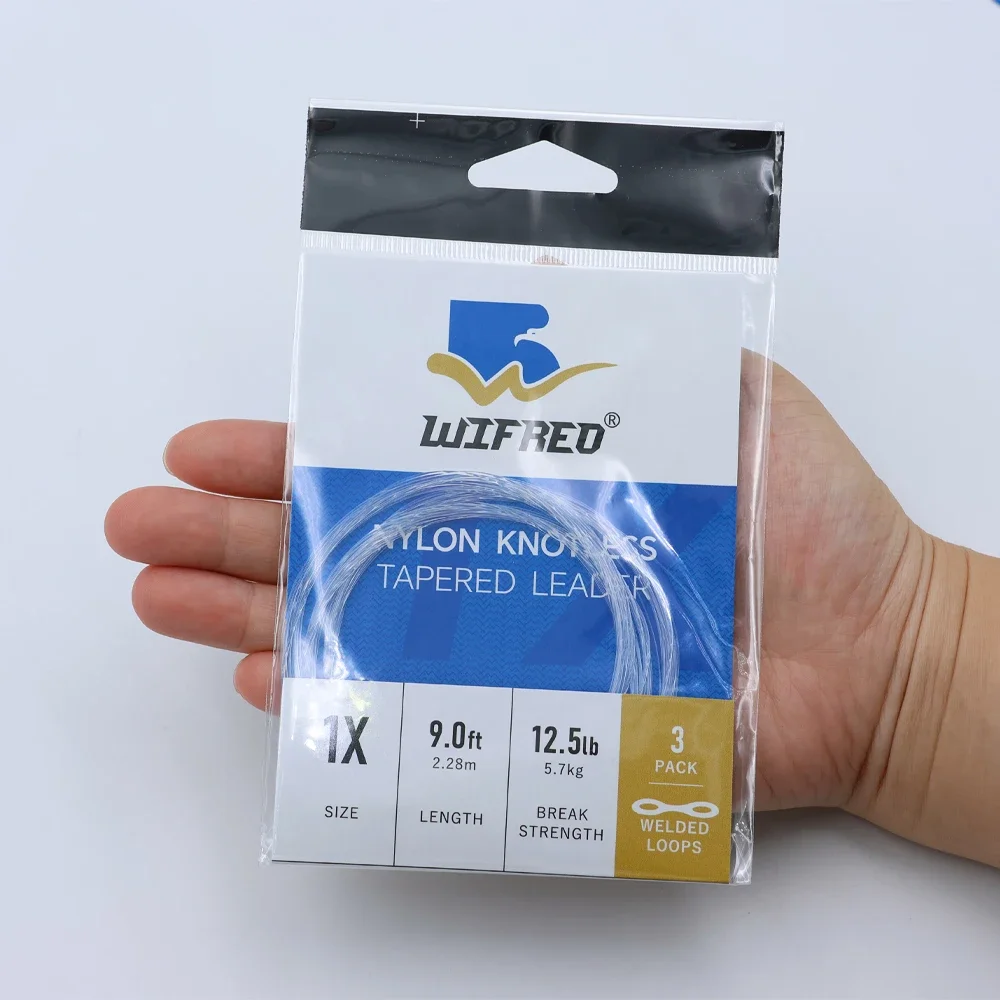 WIFREO®
NYLON KNOTLESS
TAPERED LEADER
1X
SIZE
9.0ft
2.28m
LENGTH
12.5lb
5.7kg
BREAK
STRENGTH
3
PACK
WELDED
LOOPS